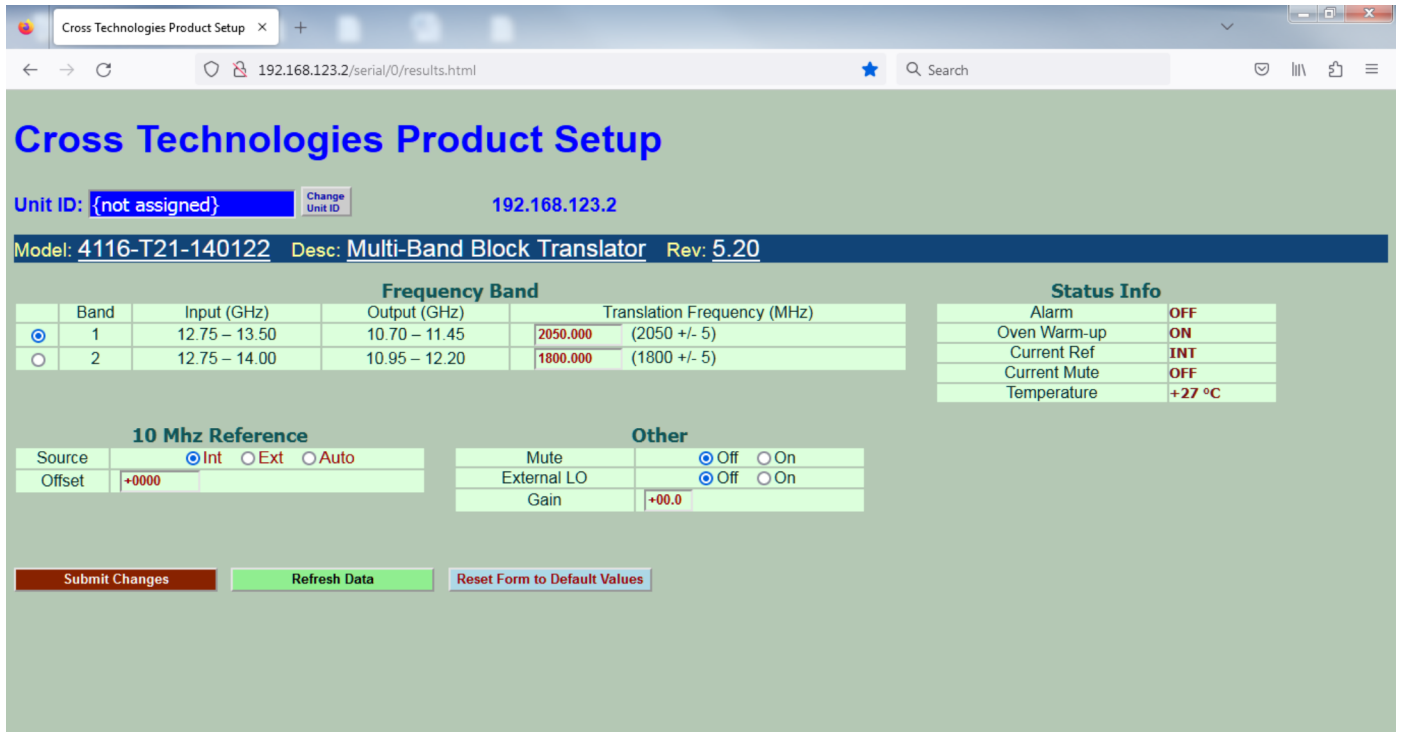 Cross Technologies Product Setup
192.168.123.2/serial/0/results.html
Search
Cross Technologies Product Setup
Unit ID: {not assigned} Change Unit ID 192.168.123.2
Model: 4116-T21-140122 Desc: Multi-Band Block Translator Rev: 5.20
Frequency Band
Band Input (GHz) Output (GHz) Translation Frequency (MHz)
1 12.75 – 13.50 10.70 – 11.45 2050.000 (2050 +/- 5)
2 12.75 – 14.00 10.95 – 12.20 1800.000 (1800 +/- 5)
Status Info
Alarm OFF
Oven Warm-up ON
Current Ref INT
Current Mute OFF
Temperature +27 ºC
10 Mhz Reference
Source Int Ext Auto
Offset +0000
Other
Mute Off On
External LO Off On
Gain +00.0
Submit Changes Refresh Data Reset Form to Default Values